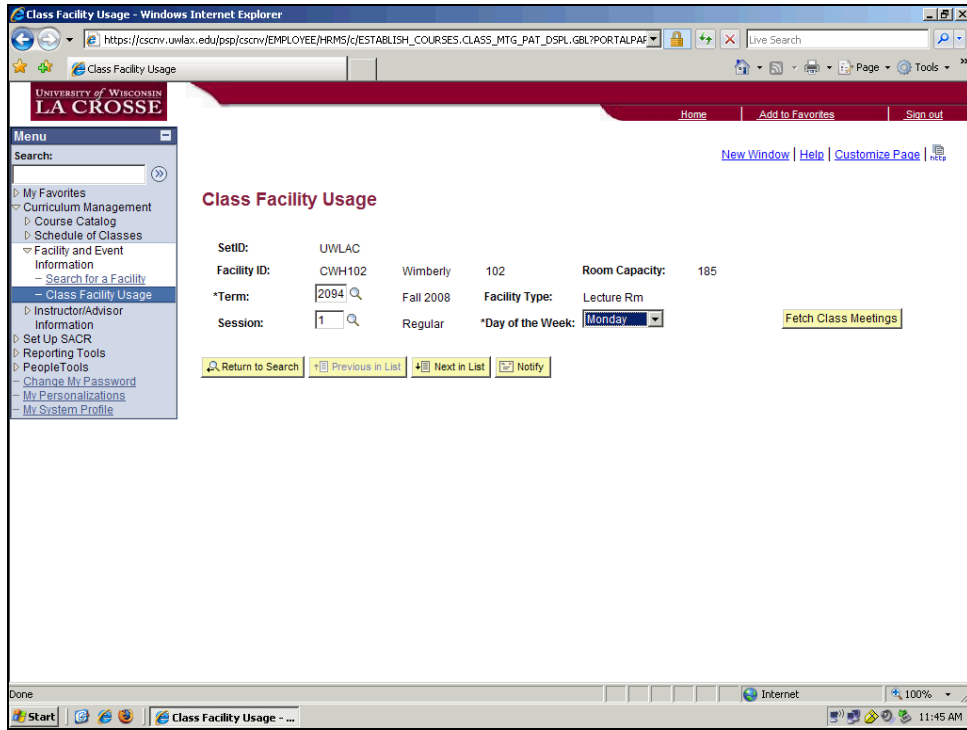 Class Facility Usage - Windows Internet Explorer
https://cscnv.uwlax.edu/psp/cscnv/EMPLOYEE/HRMS/c/ESTABLISH_COURSES.CLASS_MTG_PAT_DSPL.GBL?PORTALPAF
Live Search
Class Facility Usage
Page Tools »
UNIVERSITY of WISCONSIN
LA CROSSE
Home Add to Favorites Sign out
Menu
New Window | Help | Customize Page | http
Search:
My Favorites
Curriculum Management
Course Catalog
Schedule of Classes
Facility and Event
Information
– Search for a Facility
– Class Facility Usage
Instructor/Advisor
Information
Set Up SACR
Reporting Tools
PeopleTools
– Change My Password
– My Personalizations
– My System Profile
Class Facility Usage
SetID: UWLAC
Facility ID: CWH102 Wimberly 102 Room Capacity: 185
*Term: 2094 Fall 2008 Facility Type: Lecture Rm
Session: 1 Regular *Day of the Week: Monday Fetch Class Meetings
Return to Search Previous in List Next in List Notify
Done Internet 100%
Start Class Facility Usage - ... 11:45 AM